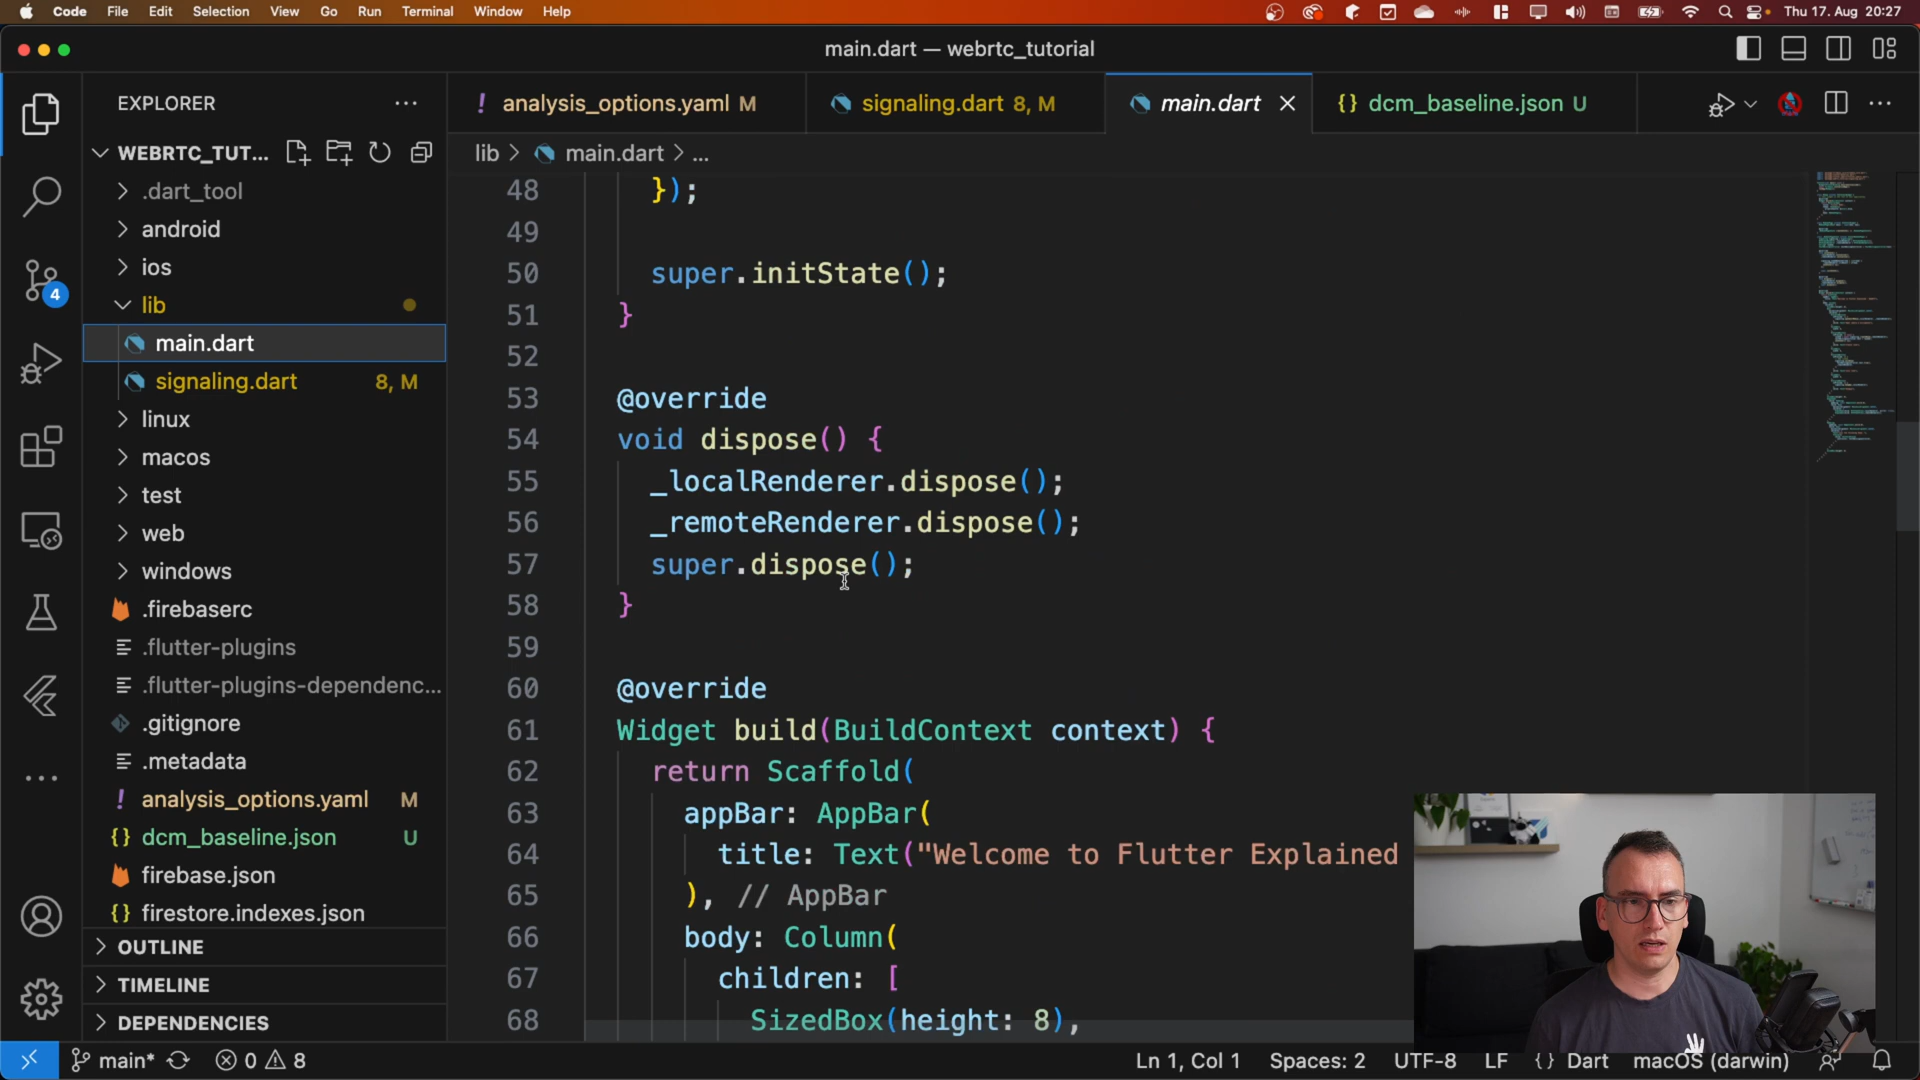 Code File Edit Selection View Go Run Terminal Window Help
Thu 17. Aug 20:27
main.dart — webrtc_tutorial
EXPLORER
WEBRTC_TUT...
.dart_tool
android
ios
lib
main.dart
signaling.dart 8, M
linux
macos
test
web
windows
.firebaserc
.flutter-plugins
.flutter-plugins-dependenc...
.gitignore
.metadata
analysis_options.yaml M
dcm_baseline.json U
firebase.json
firestore.indexes.json
OUTLINE
TIMELINE
DEPENDENCIES
4
! analysis_options.yaml M
signaling.dart 8, M
main.dart
{} dcm_baseline.json U
lib > main.dart > ...
48 });
49
50 super.initState();
51 }
52
53 @override
54 void dispose() {
55 _localRenderer.dispose();
56 _remoteRenderer.dispose();
57 super.dispose();
58 }
59
60 @override
61 Widget build(BuildContext context) {
62 return Scaffold(
63 appBar: AppBar(
64 title: Text("Welcome to Flutter Explained
65 ), // AppBar
66 body: Column(
67 children: [
68 SizedBox(height: 8),
main* 0 8
Ln 1, Col 1 Spaces: 2 UTF-8 LF {} Dart macOS (darwin)